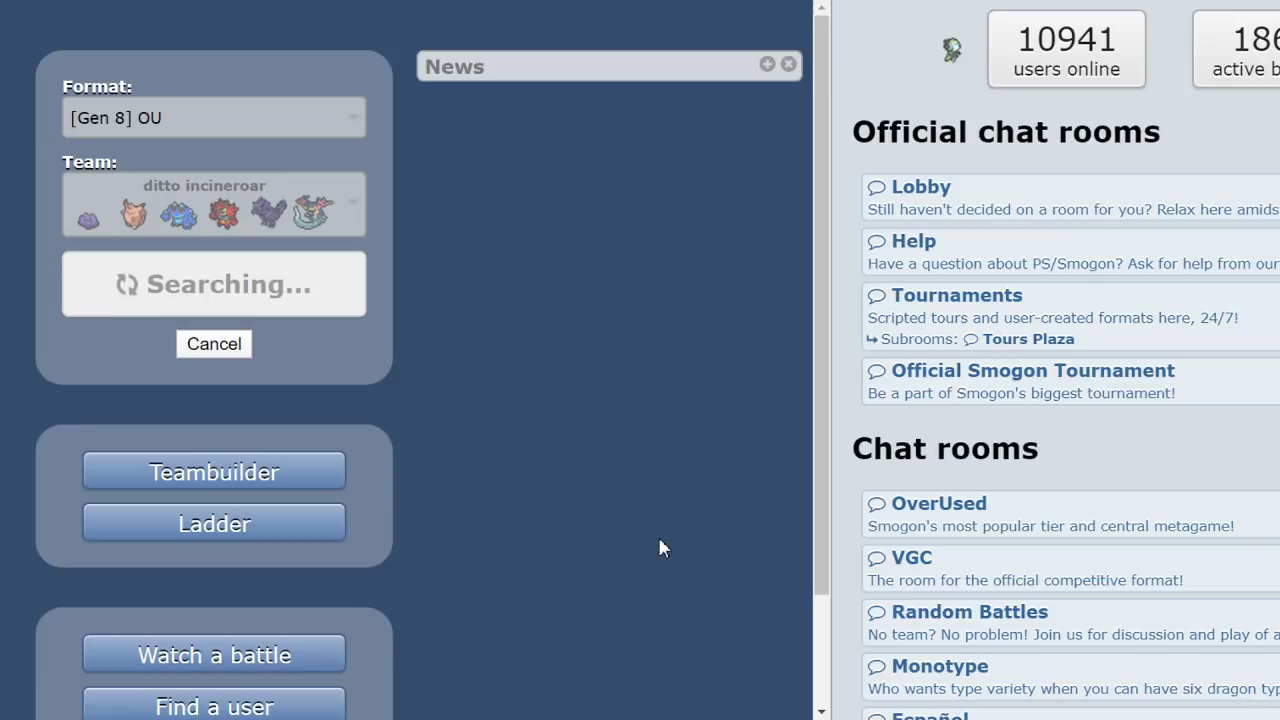 Format:
[Gen 8] OU
Team:
ditto incineroar
Searching...
Cancel
Teambuilder
Ladder
Watch a battle
Find a user
News
10941
users online
186
active b
Official chat rooms
Lobby
Still haven't decided on a room for you? Relax here amids
Help
Have a question about PS/Smogon? Ask for help from our
Tournaments
Scripted tours and user-created formats here, 24/7!
Subrooms: Tours Plaza
Official Smogon Tournament
Be a part of Smogon's biggest tournament!
Chat rooms
OverUsed
Smogon's most popular tier and central metagame!
VGC
The room for the official competitive format!
Random Battles
No team? No problem! Join us for discussion and play of a
Monotype
Who wants type variety when you can have six dragon typ
Español